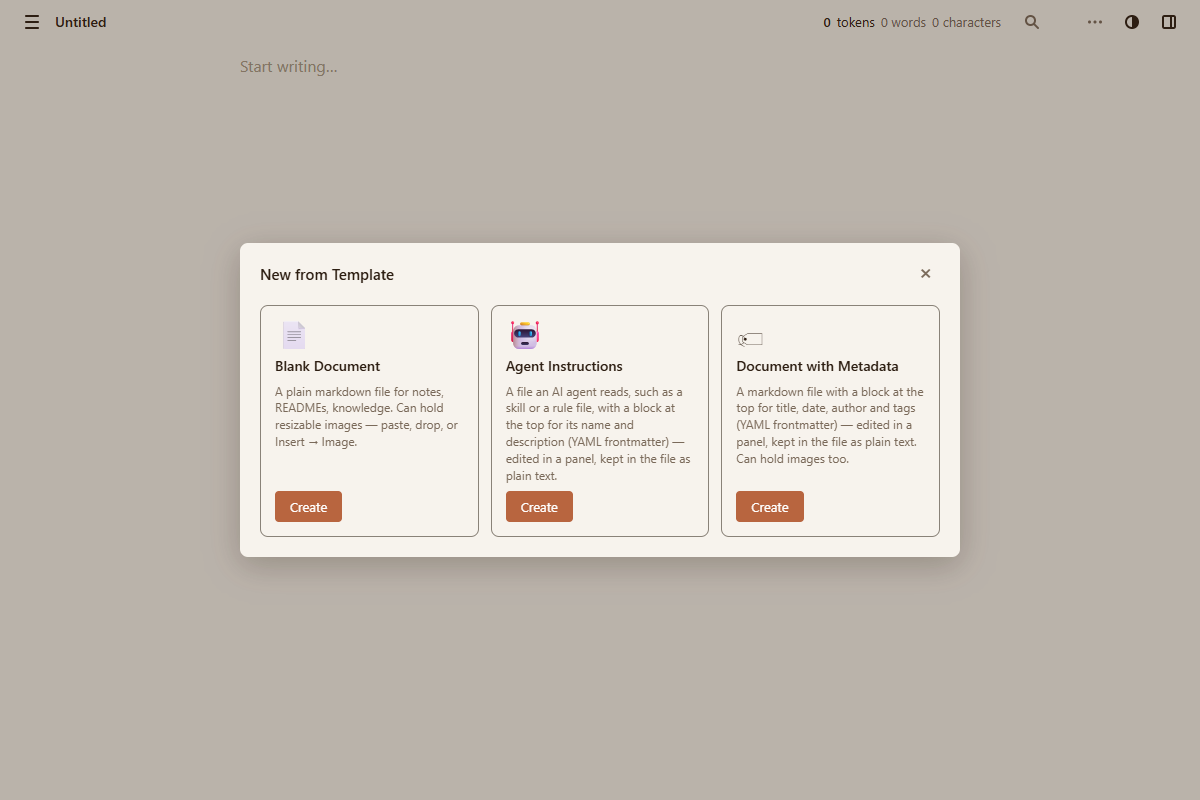 Untitled
0 tokens 0 words 0 characters
Start writing...
New from Template
Blank Document
A plain markdown file for notes,
READMEs, knowledge. Can hold
resizable images — paste, drop, or
Insert → Image.
Create
Agent Instructions
A file an AI agent reads, such as a
skill or a rule file, with a block at
the top for its name and
description (YAML frontmatter) —
edited in a panel, kept in the file as
plain text.
Create
Document with Metadata
A markdown file with a block at the
top for title, date, author and tags
(YAML frontmatter) — edited in a
panel, kept in the file as plain text.
Can hold images too.
Create